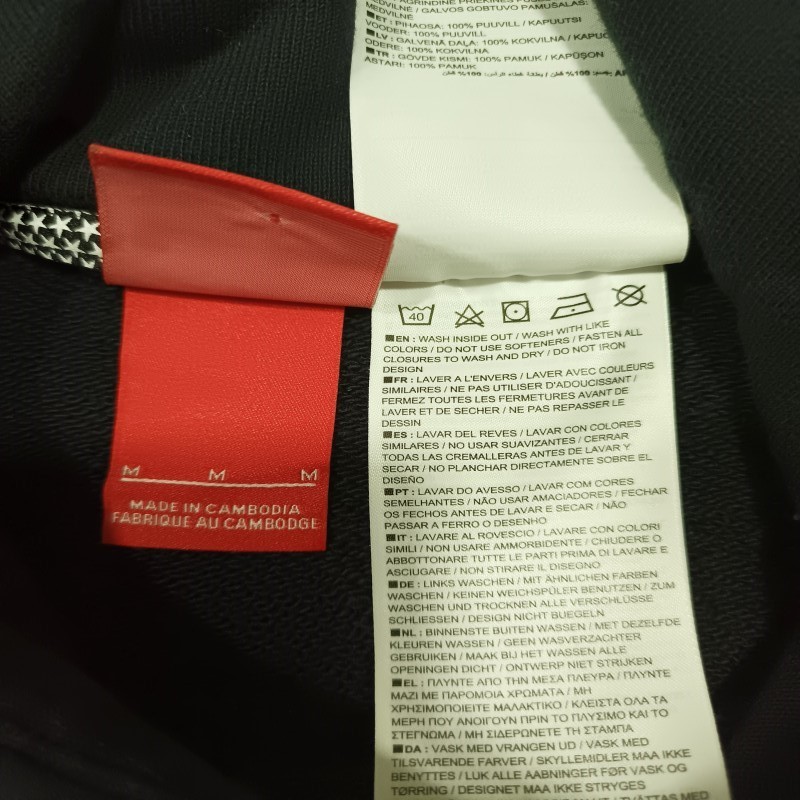 MEDVILNĖ / GALVOS GOBTUVO PAMUŠALAS:
MEDVILNĖ
ET : PIHAOSA: 100% PUUVILL / KAPUUTSI
VOODER: 100% PUUVILL
LV : GALVENĀ DAĻA: 100% KOKVILNA / KAPUC
ODERE: 100% KOKVILNA
TR : GÖVDE KISMI: 100% PAMUK / KAPÜŞON
ASTARI: 100% PAMUK
40
EN : WASH INSIDE OUT / WASH WITH LIKE
COLORS / DO NOT USE SOFTENERS / FASTEN ALL
CLOSURES TO WASH AND DRY / DO NOT IRON
DESIGN
FR : LAVER A L'ENVERS / LAVER AVEC COULEURS
SIMILAIRES / NE PAS UTILISER D'ADOUCISSANT /
FERMEZ TOUTES LES FERMETURES AVANT DE
LAVER ET DE SECHER / NE PAS REPASSER LE
DESSIN
ES : LAVAR DEL REVES / LAVAR CON COLORES
SIMILARES / NO USAR SUAVIZANTES / CERRAR
TODAS LAS CREMALLERAS ANTES DE LAVAR Y
SECAR / NO PLANCHAR DIRECTAMENTE SOBRE EL
DISEÑO
PT : LAVAR DO AVESSO / LAVAR COM CORES
SEMELHANTES / NÃO USAR AMACIADORES / FECHAR
OS FECHOS ANTES DE LAVAR E SECAR / NÃO
PASSAR A FERRO O DESENHO
IT : LAVARE AL ROVESCIO / LAVARE CON COLORI
SIMILI / NON USARE AMMORBIDENTE / CHIUDERE O
ABBOTTONARE TUTTE LE PARTI PRIMA DI LAVARE E
ASCIUGARE / NON STIRARE IL DISEGNO
DE : LINKS WASCHEN / MIT ÄHNLICHEN FARBEN
WASCHEN / KEINEN WEICHSPÜLER BENUTZEN / ZUM
WASCHEN UND TROCKNEN ALLE VERSCHLÜSSE
SCHLIESSEN / DESIGN NICHT BUEGELN
NL : BINNENSTE BUITEN WASSEN / MET DEZELFDE
KLEUREN WASSEN / GEEN WASVERZACHTER
GEBRUIKEN / MAAK BIJ HET WASSEN ALLE
OPENINGEN DICHT / ONTWERP NIET STRIJKEN
EL : ΠΛΥΝΤΕ ΑΠΟ ΤΗΝ ΜΕΣΑ ΠΛΕΥΡΑ / ΠΛΥΝΤΕ
ΜΑΖΙ ΜΕ ΠΑΡΟΜΟΙΑ ΧΡΩΜΑΤΑ / ΜΗ
ΧΡΗΣΙΜΟΠΟΙΕΙΤΕ ΜΑΛΑΚΤΙΚΟ / ΚΛΕΙΣΤΑ ΟΛΑ ΤΑ
ΜΕΡΗ ΠΟΥ ΑΝΟΙΓΟΥΝ ΠΡΙΝ ΤΟ ΠΛΥΣΙΜΟ ΚΑΙ ΤΟ
ΣΤΕΓΝΩΜΑ / ΜΗ ΣΙΔΕΡΩΝΕΤΕ ΤΗ ΣΤΑΜΠΑ
DA : VASK MED VRANGEN UD / VASK MED
TILSVARENDE FARVER / SKYLLEMIDLER MAA IKKE
BENYTTES / LUK ALLE AABNINGER FØR VASK OG
TØRRING / DESIGNET MAA IKKE STRYGES
M M M
MADE IN CAMBODIA
FABRIQUE AU CAMBODGE